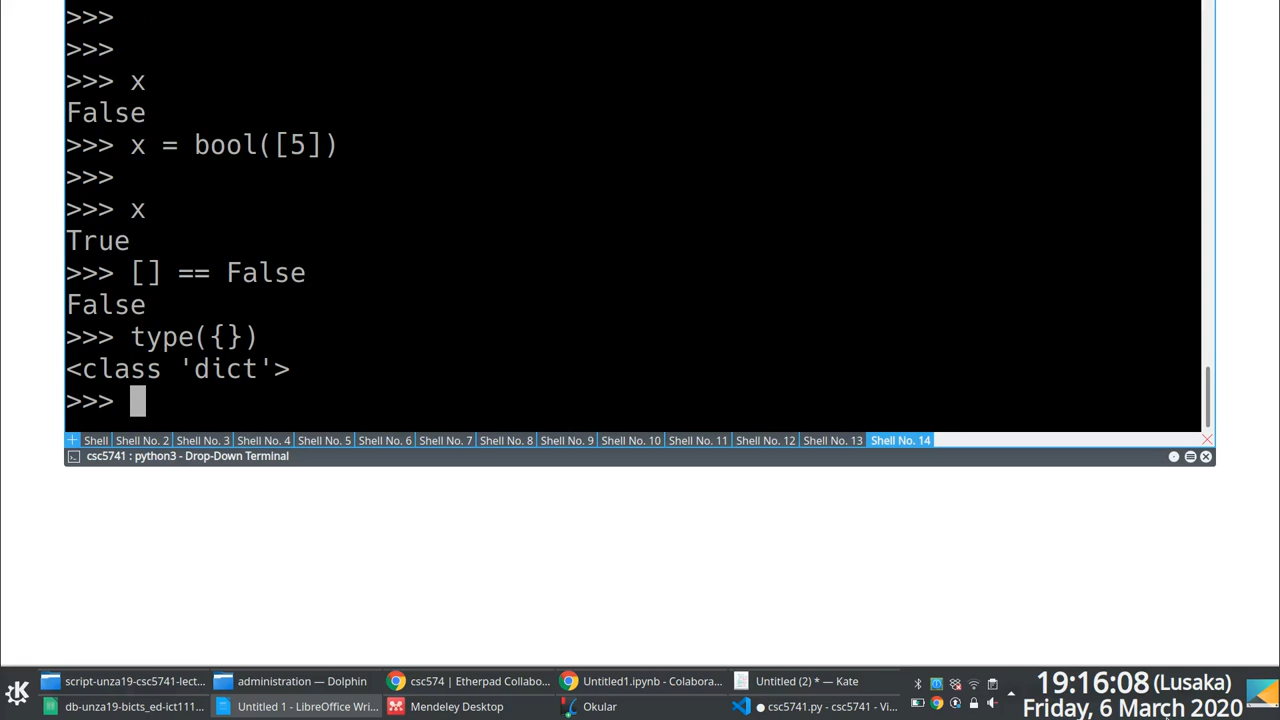 >>>
>>>
>>> x
False
>>> x = bool([5])
>>>
>>> x
True
>>> [] == False
False
>>> type({})
<class 'dict'>
>>>
+ Shell Shell No. 2 Shell No. 3 Shell No. 4 Shell No. 5 Shell No. 6 Shell No. 7 Shell No. 8 Shell No. 9 Shell No. 10 Shell No. 11 Shell No. 12 Shell No. 13 Shell No. 14
csc5741 : python3 - Drop-Down Terminal
script-unza19-csc5741-lect... administration — Dolphin csc574 | Etherpad Collabo... Untitled1.ipynb - Colabora... Untitled (2) * — Kate
db-unza19-bicts_ed-ict111... Untitled 1 - LibreOffice Wri... Mendeley Desktop Okular ● csc5741.py - csc5741 - Vi...
19:16:08 (Lusaka)
Friday, 6 March 2020